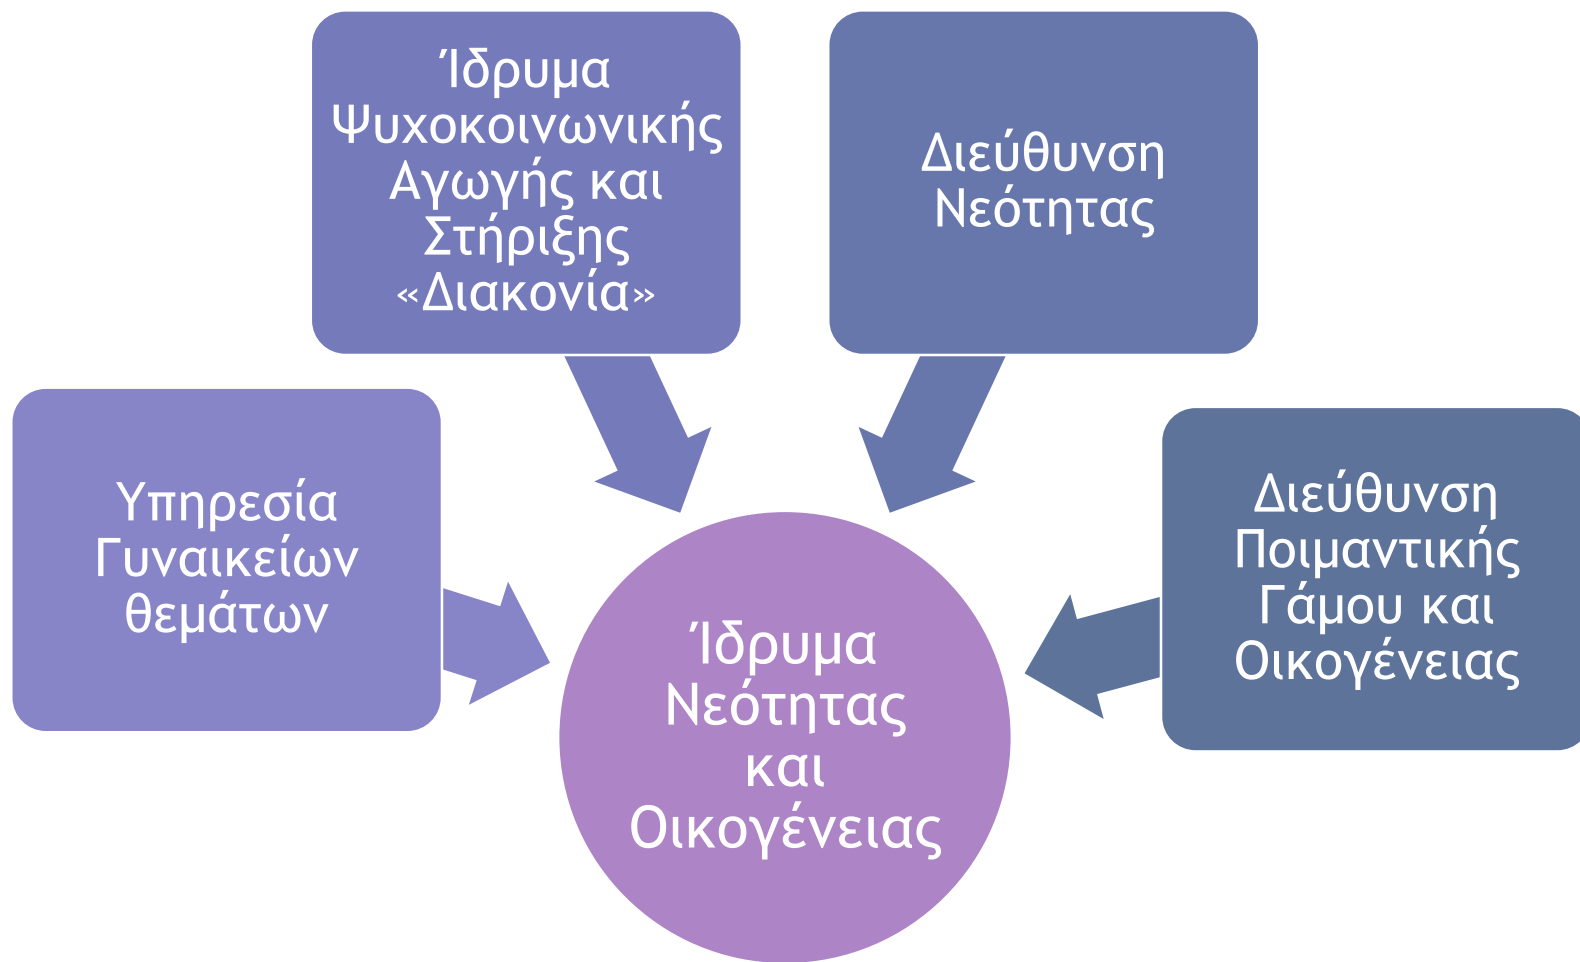 Ίδρυμα
Ψυχοκοινωνικής
Αγωγής και
Στήριξης
«Διακονία»
Διεύθυνση
Νεότητας
Υπηρεσία
Γυναικείων
θεμάτων
Διεύθυνση
Ποιμαντικής
Γάμου και
Οικογένειας
Ίδρυμα
Νεότητας
και
Οικογένειας